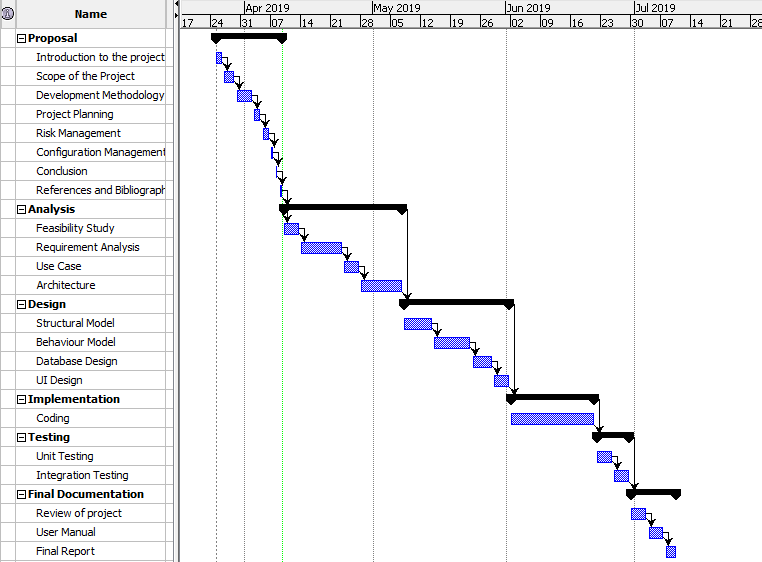 Name
Apr 2019 May 2019 Jun 2019 Jul 2019
17 24 31 07 14 21 28 05 12 19 26 02 09 16 23 30 07 14 21 28
Proposal
Introduction to the project
Scope of the Project
Development Methodology
Project Planning
Risk Management
Configuration Management
Conclusion
References and Bibliograph
Analysis
Feasibility Study
Requirement Analysis
Use Case
Architecture
Design
Structural Model
Behaviour Model
Database Design
UI Design
Implementation
Coding
Testing
Unit Testing
Integration Testing
Final Documentation
Review of project
User Manual
Final Report